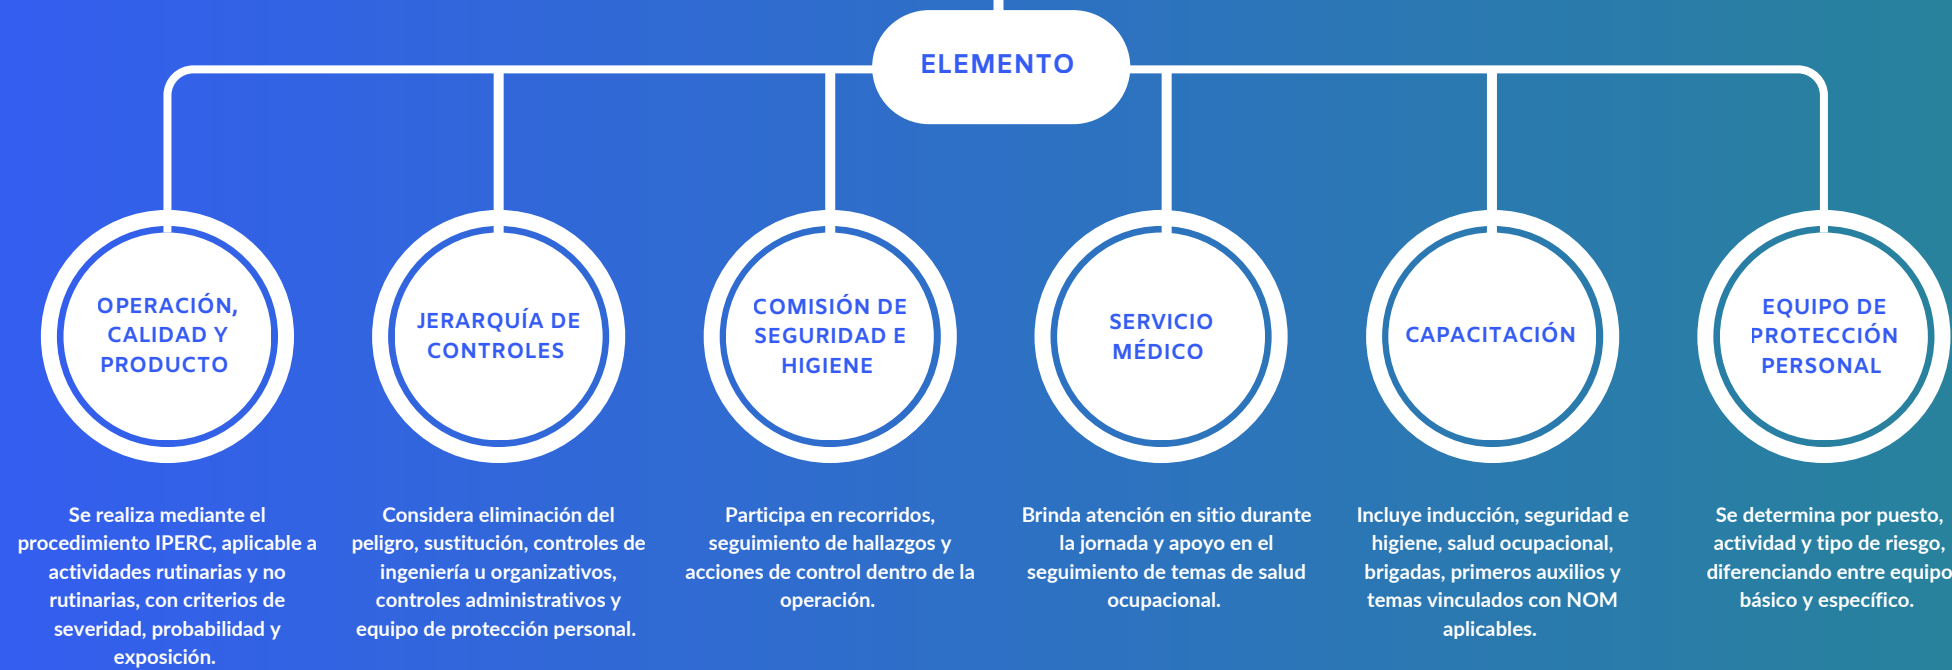 ELEMENTO
OPERACIÓN,
CALIDAD Y
PRODUCTO
JERARQUÍA DE
CONTROLES
COMISIÓN DE
SEGURIDAD E
HIGIENE
SERVICIO
MÉDICO
CAPACITACIÓN
EQUIPO DE
PROTECCIÓN
PERSONAL
Se realiza mediante el
procedimiento IPERC, aplicable a
actividades rutinarias y no
rutinarias, con criterios de
severidad, probabilidad y
exposición.
Considera eliminación del
peligro, sustitución, controles de
ingeniería u organizativos,
controles administrativos y
equipo de protección personal.
Participa en recorridos,
seguimiento de hallazgos y
acciones de control dentro de la
operación.
Brinda atención en sitio durante
la jornada y apoyo en el
seguimiento de temas de salud
ocupacional.
Incluye inducción, seguridad e
higiene, salud ocupacional,
brigadas, primeros auxilios y
temas vinculados con NOM
aplicables.
Se determina por puesto,
actividad y tipo de riesgo,
diferenciando entre equipo
básico y específico.